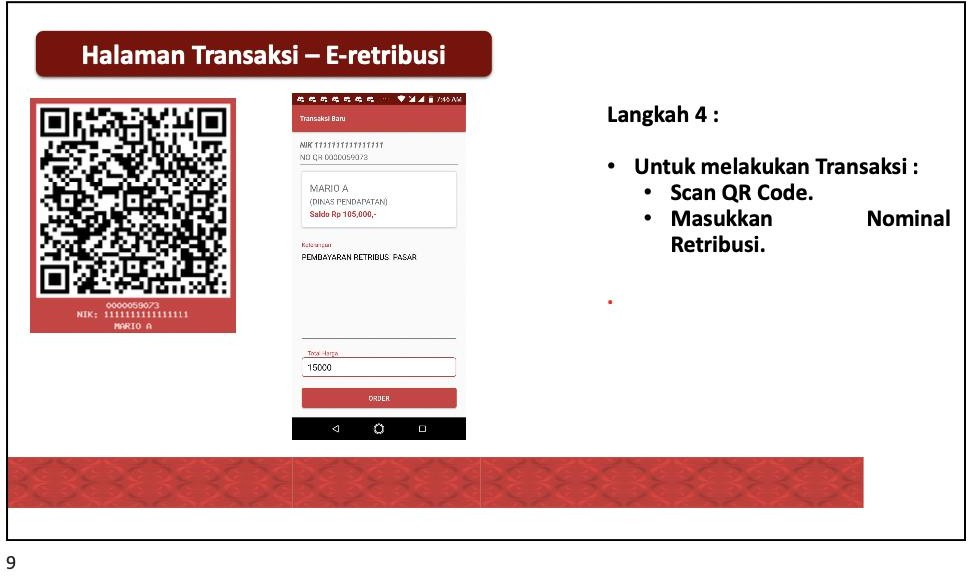 Halaman Transaksi – E-retribusi
0000059073
NIK: 1111111111111111
MARIO A
7:46 AM
Transaksi Baru
NIK 1111111111111111
NO QR 0000059073
MARIO A
(DINAS PENDAPATAN)
Saldo Rp 105,000,-
Keterangan
PEMBAYARAN RETRIBUSI PASAR
Total Harga
15000
ORDER
Langkah 4 :
• Untuk melakukan Transaksi :
• Scan QR Code.
• Masukkan Nominal
Retribusi.
•
9